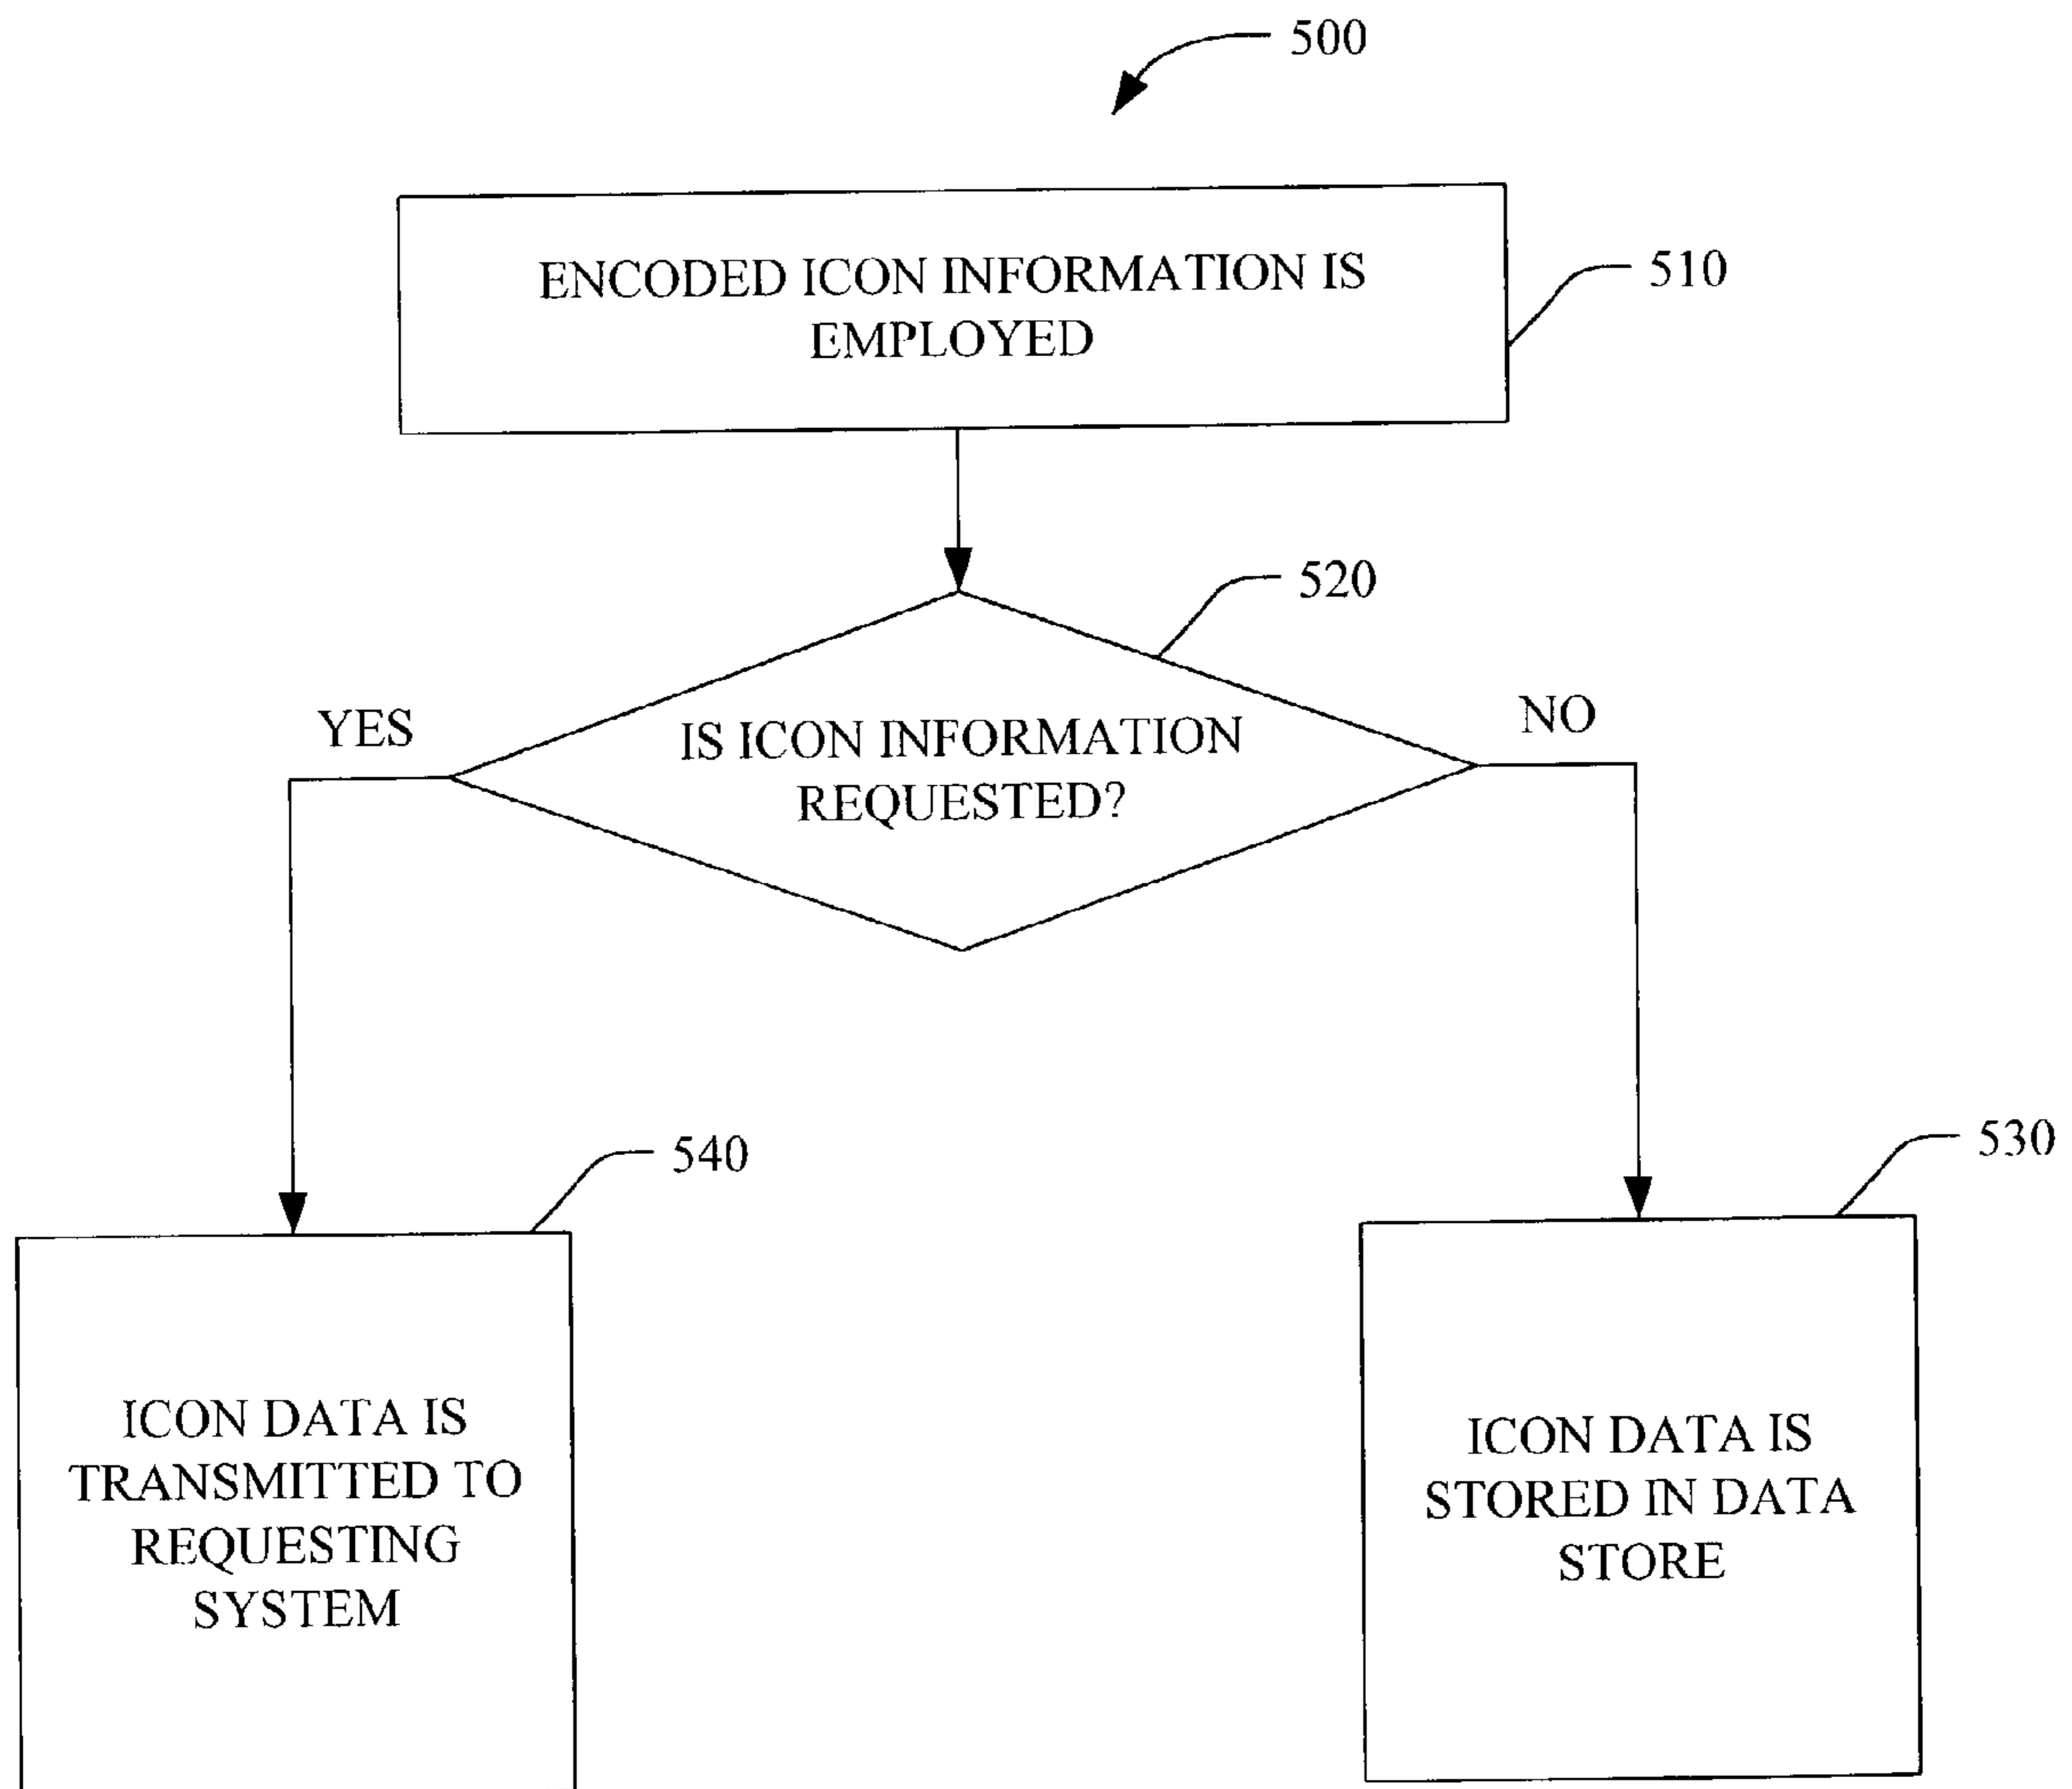 500
ENCODED ICON INFORMATION IS
EMPLOYED
510
520
YES
IS ICON INFORMATION
REQUESTED?
NO
540
530
ICON DATA IS
TRANSMITTED TO
REQUESTING
SYSTEM
ICON DATA IS
STORED IN DATA
STORE